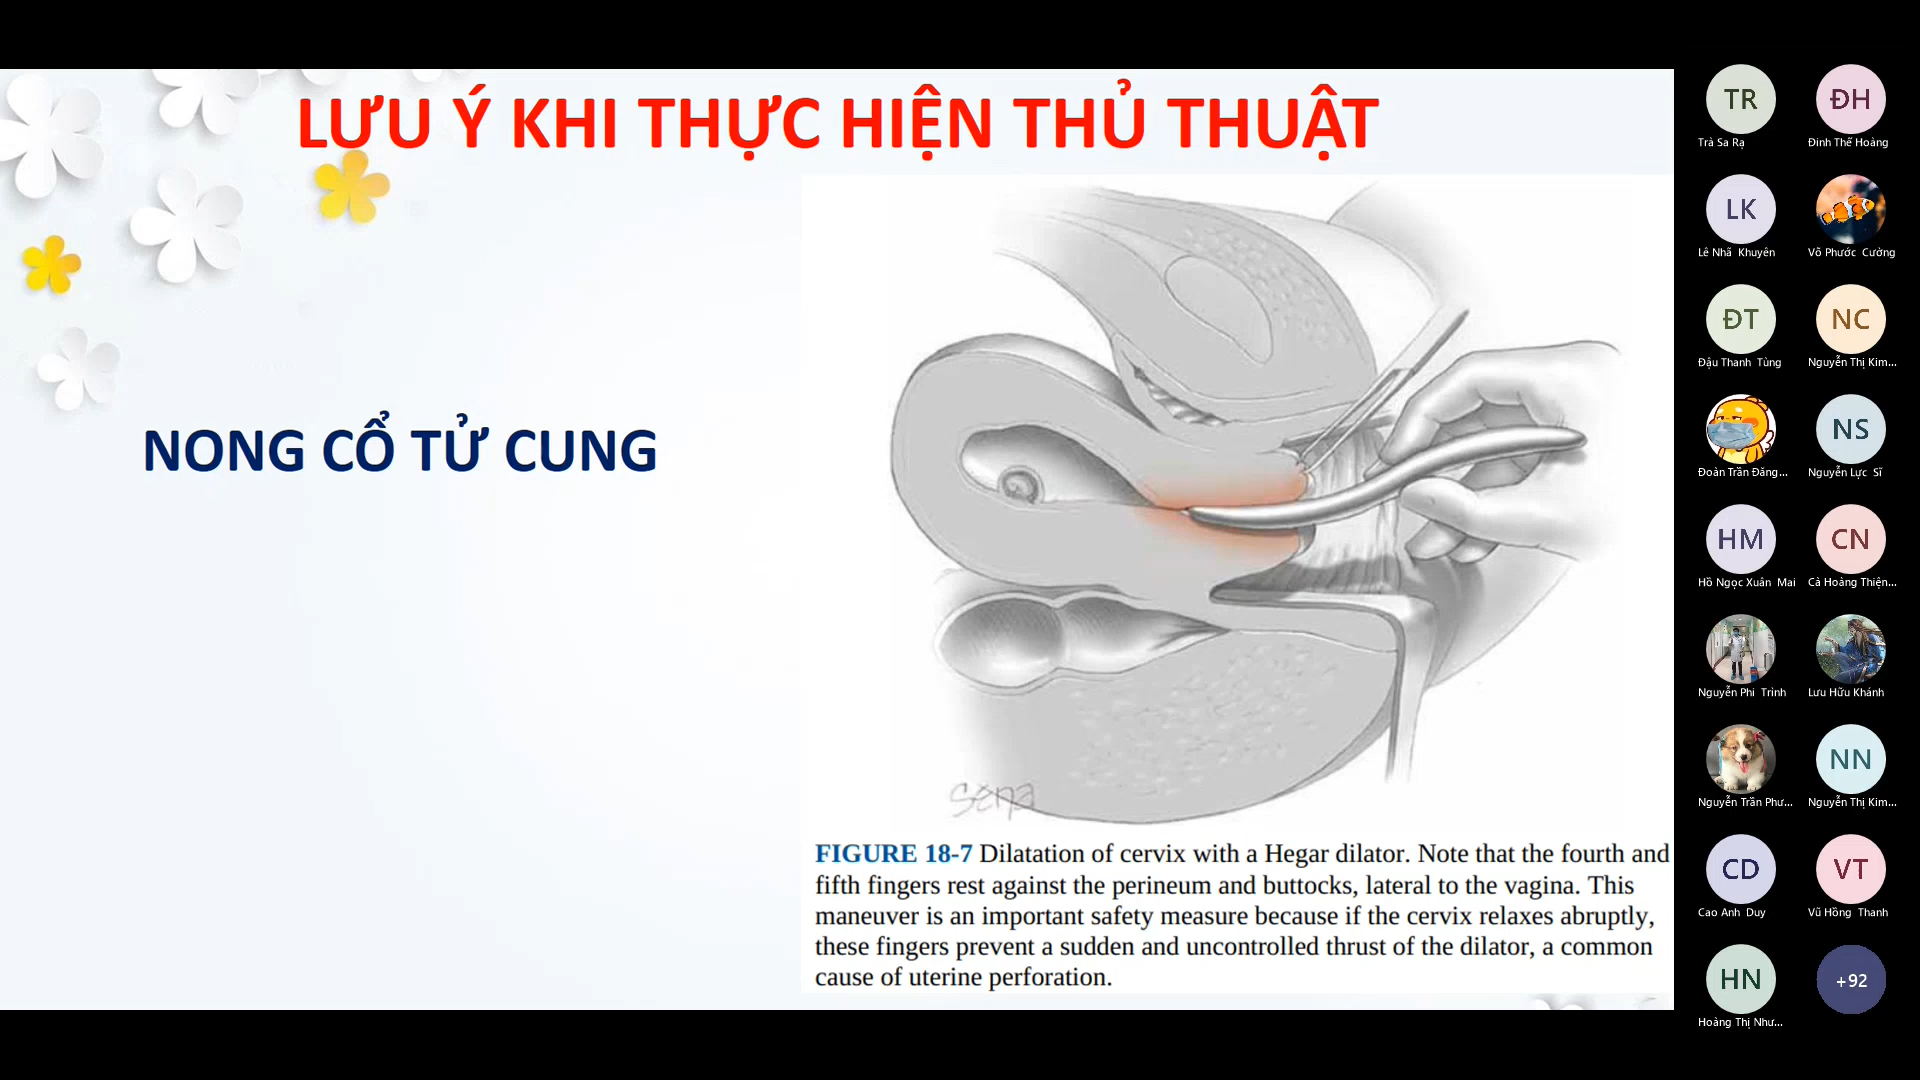 LƯU Ý KHI THỰC HIỆN THỦ THUẬT
NONG CỔ TỬ CUNG
Sena
FIGURE 18-7 Dilatation of cervix with a Hegar dilator. Note that the fourth and
fifth fingers rest against the perineum and buttocks, lateral to the vagina. This
maneuver is an important safety measure because if the cervix relaxes abruptly,
these fingers prevent a sudden and uncontrolled thrust of the dilator, a common
cause of uterine perforation.
TR
Trà Sa Rạ
ĐH
Đinh Thế Hoàng
LK
Lê Nhã Khuyên
Võ Phước Cường
ĐT
Đậu Thanh Tùng
NC
Nguyễn Thị Kim...
Đoàn Trần Đăng...
NS
Nguyễn Lực Sĩ
HM
Hồ Ngọc Xuân Mai
CN
Cà Hoàng Thiện...
Nguyễn Phi Trinh
Lưu Hữu Khánh
Nguyễn Trần Phư...
NN
Nguyễn Thị Kim...
CD
Cao Anh Duy
VT
Vũ Hồng Thanh
HN
Hoàng Thị Như...
+92